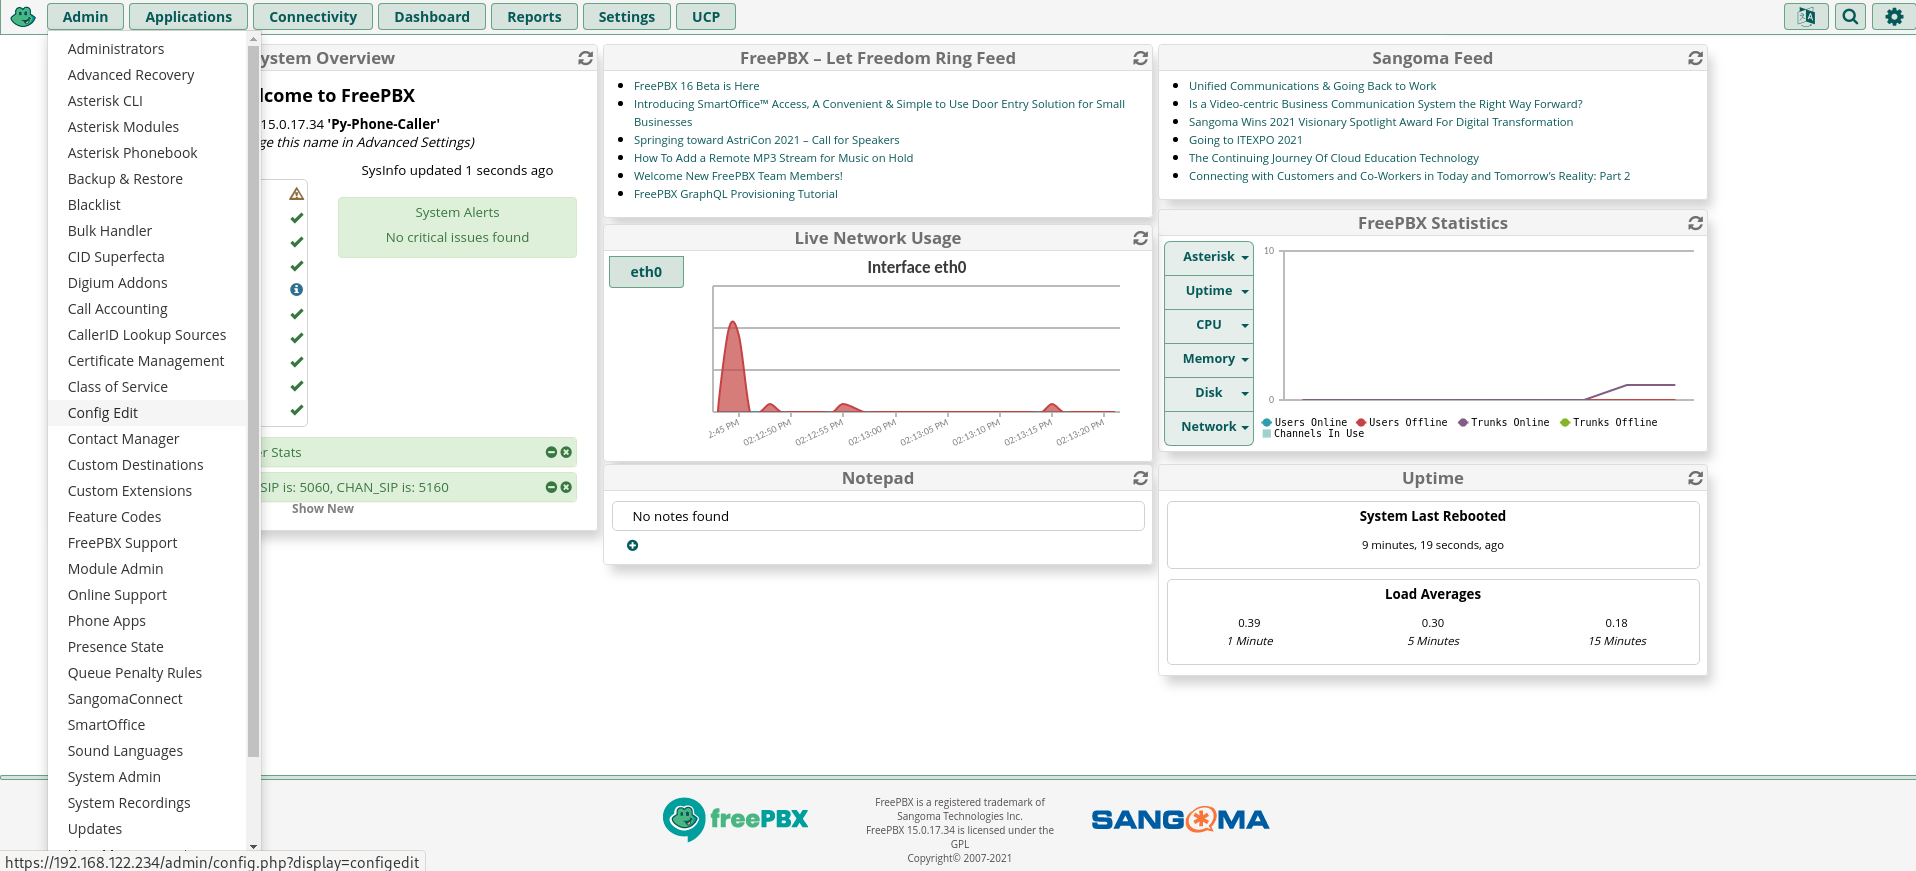 Admin
Applications
Connectivity
Dashboard
Reports
Settings
UCP
Administrators
Advanced Recovery
Asterisk CLI
Asterisk Modules
Asterisk Phonebook
Backup & Restore
Blacklist
Bulk Handler
CID Superfecta
Digium Addons
Call Accounting
CallerID Lookup Sources
Certificate Management
Class of Service
Config Edit
Contact Manager
Custom Destinations
Custom Extensions
Feature Codes
FreePBX Support
Module Admin
Online Support
Phone Apps
Presence State
Queue Penalty Rules
SangomaConnect
SmartOffice
Sound Languages
System Admin
System Recordings
Updates
https://192.168.122.234/admin/config.php?display=configedit
ystem Overview
lcome to FreePBX
15.0.17.34 'Py-Phone-Caller'
ge this name in Advanced Settings)
SysInfo updated 1 seconds ago
System Alerts
No critical issues found
r Stats
SIP is: 5060, CHAN_SIP is: 5160
Show New
FreePBX – Let Freedom Ring Feed
FreePBX 16 Beta is Here
Introducing SmartOffice™ Access, A Convenient & Simple to Use Door Entry Solution for Small
Businesses
Springing toward AstriCon 2021 – Call for Speakers
How To Add a Remote MP3 Stream for Music on Hold
Welcome New FreePBX Team Members!
FreePBX GraphQL Provisioning Tutorial
Live Network Usage
eth0
Interface eth0
2:45 PM
02:12:50 PM
02:12:55 PM
02:13:00 PM
02:13:05 PM
02:13:10 PM
02:13:15 PM
02:13:20 PM
Notepad
No notes found
Sangoma Feed
Unified Communications & Going Back to Work
Is a Video-centric Business Communication System the Right Way Forward?
Sangoma Wins 2021 Visionary Spotlight Award For Digital Transformation
Going to ITEXPO 2021
The Continuing Journey Of Cloud Education Technology
Connecting with Customers and Co-Workers in Today and Tomorrow's Reality: Part 2
FreePBX Statistics
Asterisk
Uptime
CPU
Memory
Disk
Network
10
0
Users Online Users Offline Trunks Online Trunks Offline
Channels In Use
Uptime
System Last Rebooted
9 minutes, 19 seconds, ago
Load Averages
0.39 0.30 0.18
1 Minute 5 Minutes 15 Minutes
freePBX
FreePBX is a registered trademark of
Sangoma Technologies Inc.
FreePBX 15.0.17.34 is licensed under the
GPL
Copyright© 2007-2021
SANGOMA